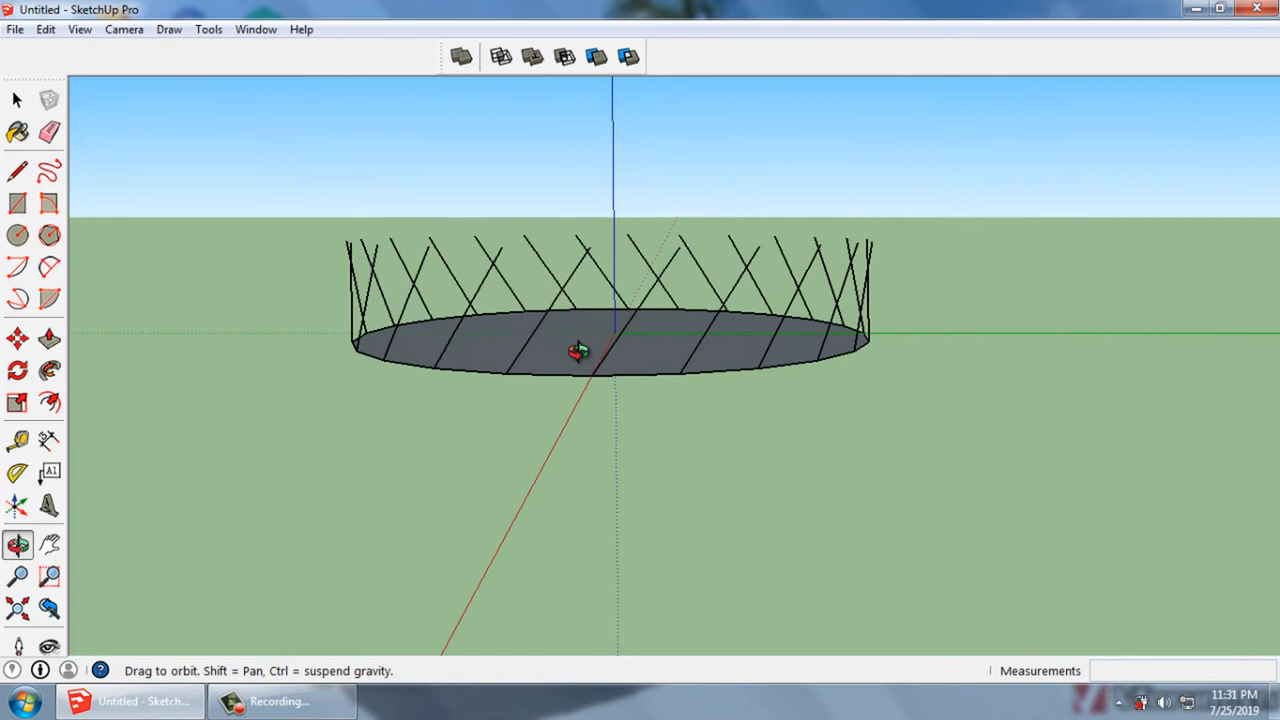 Untitled - SketchUp Pro
File Edit View Camera Draw Tools Window Help
A1
Drag to orbit. Shift = Pan, Ctrl = suspend gravity.
Measurements
Untitled - Sketch...
Recording...
11:31 PM
7/25/2019